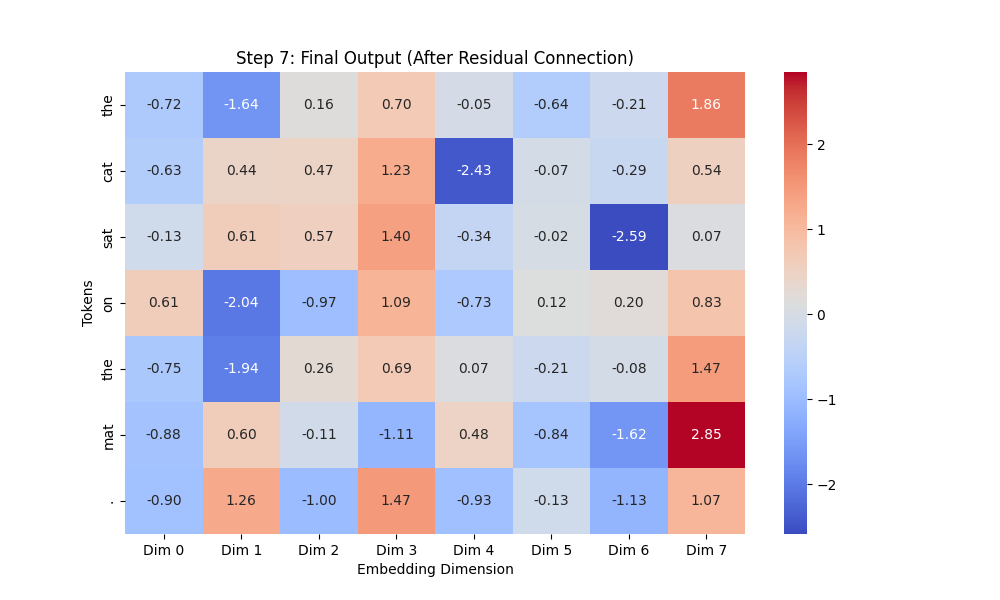 Step 7: Final Output (After Residual Connection)
the -0.72 -1.64 0.16 0.70 -0.05 -0.64 -0.21 1.86
cat -0.63 0.44 0.47 1.23 -2.43 -0.07 -0.29 0.54
sat -0.13 0.61 0.57 1.40 -0.34 -0.02 -2.59 0.07
on 0.61 -2.04 -0.97 1.09 -0.73 0.12 0.20 0.83
the -0.75 -1.94 0.26 0.69 0.07 -0.21 -0.08 1.47
mat -0.88 0.60 -0.11 -1.11 0.48 -0.84 -1.62 2.85
. -0.90 1.26 -1.00 1.47 -0.93 -0.13 -1.13 1.07
Dim 0 Dim 1 Dim 2 Dim 3 Dim 4 Dim 5 Dim 6 Dim 7
Embedding Dimension
Tokens
2
1
0
−1
−2